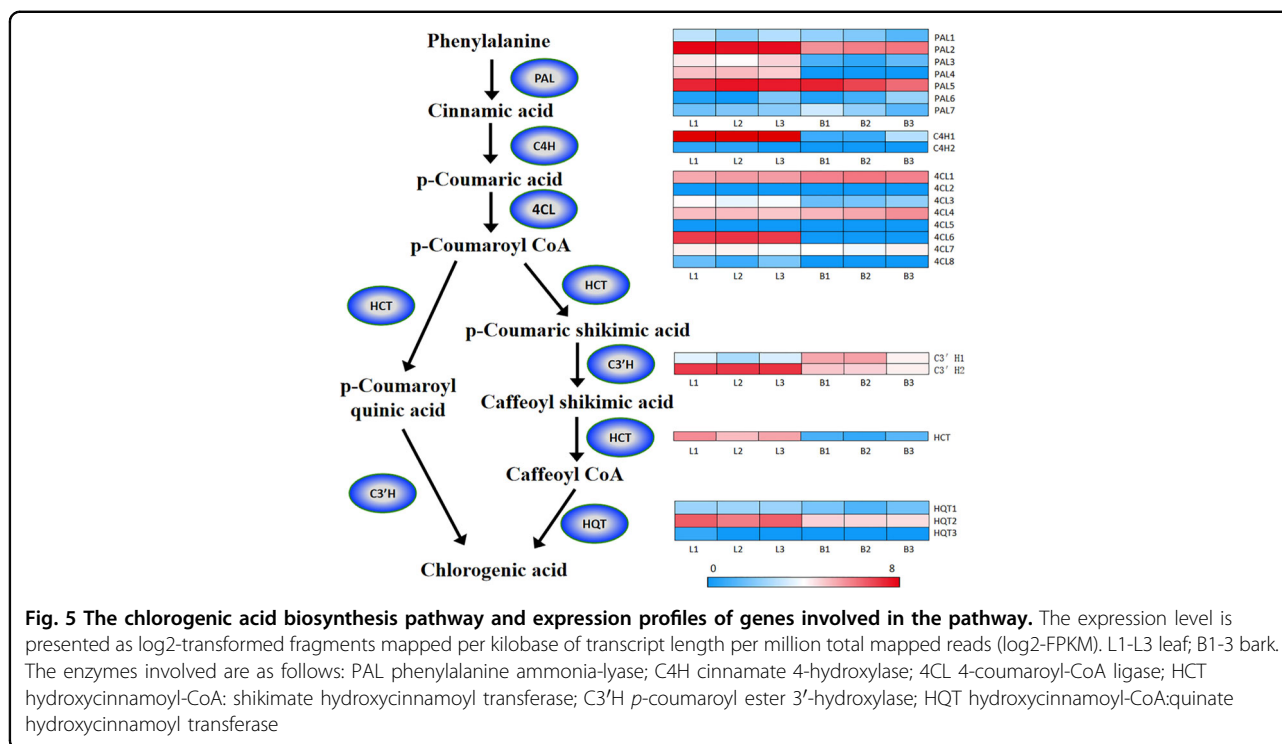 Phenylalanine
PAL
Cinnamic acid
C4H
p-Coumaric acid
4CL
p-Coumaroyl CoA
HCT
HCT
p-Coumaric shikimic acid
C3'H
p-Coumaroyl
quinic acid
Caffeoyl shikimic acid
HCT
Caffeoyl CoA
C3'H
HQT
Chlorogenic acid
PAL1
PAL2
PAL3
PAL4
PAL5
PAL6
PAL7
L1 L2 L3 B1 B2 B3
C4H1
C4H2
L1 L2 L3 B1 B2 B3
4CL1
4CL2
4CL3
4CL4
4CL5
4CL6
4CL7
4CL8
L1 L2 L3 B1 B2 B3
C3′ H1
C3′ H2
L1 L2 L3 B1 B2 B3
HCT
L1 L2 L3 B1 B2 B3
HQT1
HQT2
HQT3
L1 L2 L3 B1 B2 B3
0 8
Fig. 5 The chlorogenic acid biosynthesis pathway and expression profiles of genes involved in the pathway. The expression level is
presented as log2-transformed fragments mapped per kilobase of transcript length per million total mapped reads (log2-FPKM). L1-L3 leaf; B1-3 bark.
The enzymes involved are as follows: PAL phenylalanine ammonia-lyase; C4H cinnamate 4-hydroxylase; 4CL 4-coumaroyl-CoA ligase; HCT
hydroxycinnamoyl-CoA: shikimate hydroxycinnamoyl transferase; C3′H p-coumaroyl ester 3′-hydroxylase; HQT hydroxycinnamoyl-CoA:quinate
hydroxycinnamoyl transferase